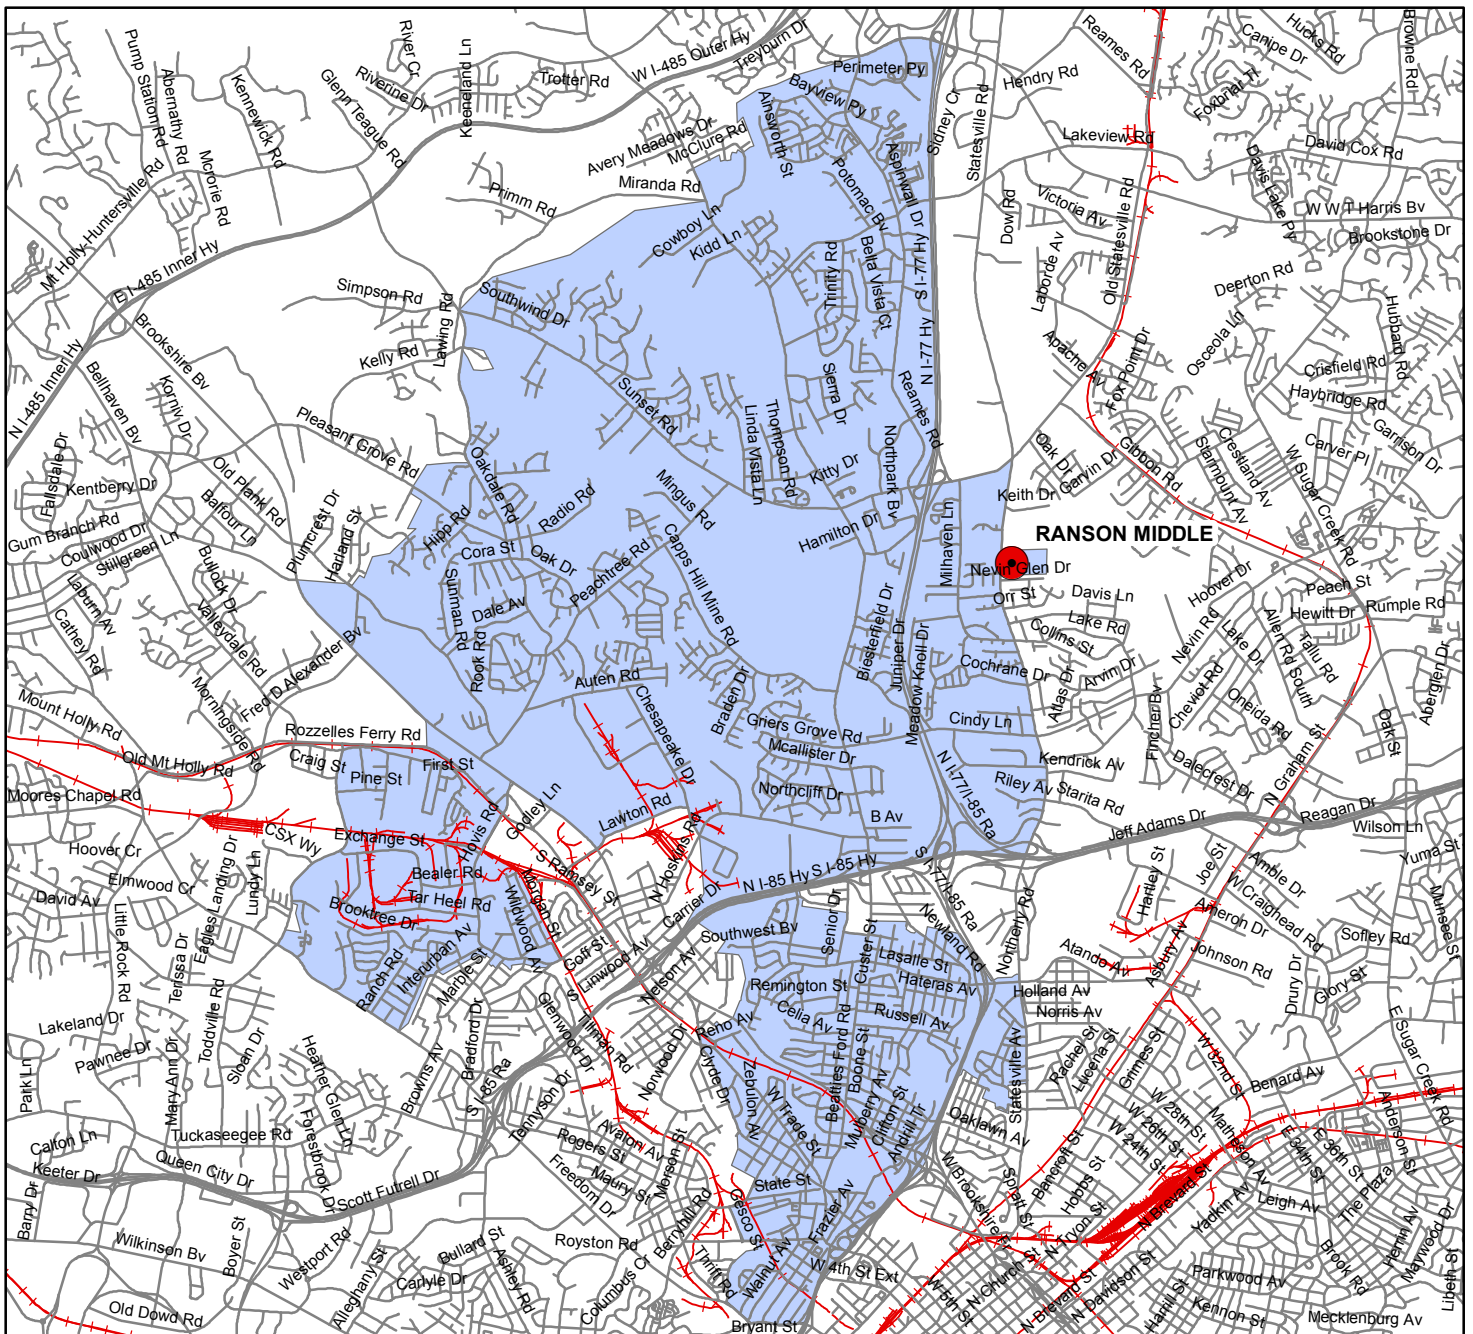 Pump Station Rd
Abernathy Rd
Mcrorie Rd
Kennewick Rd
Glenn Teague Rd
Riverine Dr
River Cr
Keeneland Ln
Trotter Rd
W I-485 Outer Hy
Treyburn Dr
Perimeter Py
Bayview Py
Ainsworth St
Avery Meadows Dr
McClure Rd
Miranda Rd
Primm Rd
Potomac Bv
Aspinwall Dr
Sidney Cr
Statesville Rd
Hendry Rd
Reames Rd
Lakeview Rd
Canipe Dr
Hucks Rd
Browne Rd
Foxbriar Tl
David Cox Rd
Davis Lake Py
W W T Harris Bv
Brookstone Dr
Mt Holly-Huntersville Rd
E I-485 Inner Hy
N I-485 Inner Hy
Simpson Rd
Kelly Rd
Lawing Rd
Southwind Dr
Cowboy Ln
Kidd Ln
Trinity Rd
Bella Vista Ct
S I-77 Hy
N I-77 Hy
Dow Rd
Victoria Av
Laborde Av
Old Statesville Rd
Deerton Rd
Osceola Ln
Hubbard Rd
Crisfield Rd
Haybridge Rd
Apache Av
Fox Point Dr
Brookshire Bv
Bellhaven Bv
Korniv Dr
Pleasant Grove Rd
Sunset Rd
Sierra Dr
Reames Rd
Linda Vista Ln
Thompson Rd
Kitty Dr
Northpark Bv
Oak Dr
Garvin Dr
Gibbon Rd
Starmount Av
Crestland Av
W Sugar Creek Rd
Carver Pl
Garrison Dr
Fallsdale Dr
Kentberry Dr
Gum Branch Rd
Coulwood Dr
Stillgreen Ln
Old Plank Rd
Balfour Ln
Plumcrest Dr
Harland St
Hipp Rd
Oakdale Rd
Radio Rd
Cora St
Oak Dr
Mingus Rd
Peachtree Rd
Capps Hill Mine Rd
Hamilton Dr
Milhaven Ln
Keith Dr
RANSON MIDDLE
Nevin Glen Dr
Orr St
Davis Ln
Lake Rd
Collins St
Hoover Dr
Peach St
Hewitt Dr
Rumple Rd
Laburn Av
Cathey Rd
Bullock Dr
Valleydale Rd
Morningside Rd
Fred D Alexander Bv
Sunman Rd
Dale Av
Rook Rd
Auten Rd
Chesapeake Dr
Braden Dr
Biesterfield Dr
Juniper Dr
Meadow Knoll Dr
Cochrane Dr
Atlas Dr
Arvin Dr
Nevin Rd
Lake Dr
Allen Rd South
Tallu Rd
Cheviot Rd
Oneida Rd
Fincher Bv
Aberglen Dr
Oak St
Mount Holly Rd
Old Mt Holly Rd
Rozzelles Ferry Rd
Craig St
Pine St
First St
Griers Grove Rd
Mcallister Dr
Northcliff Dr
Cindy Ln
Kendrick Av
N I-77/I-85 Ra
Riley Av
Starita Rd
Dalecrest Dr
N Graham St
Reagan Dr
Wilson Ln
Yuma St
Moores Chapel Rd
CSX Wy
Hoover Cr
Exchange St
Hovis Rd
Godley Ln
Lawton Rd
N Hoskins Rd
B Av
Jeff Adams Dr
S I-85 Hy
N I-85 Hy
Carrier Dr
S I-77/I-85 Ra
David Av
Elmwood Cr
Landing Dr
Eagles
Lundy Ln
Little Rock Rd
Terissa Dr
Bealer Rd
Tar Heel Rd
Brooktree Dr
Wildwood Av
Morgan St
S Ramsey St
Goff St
Linwood Av
Nelson Av
Southwest Bv
Senior Dr
Custer St
Lasalle St
Hateras Av
Newland Rd
Northerly Rd
Hartley St
Joe St
Amble Dr
W Craighead Rd
Ameron Dr
Asbury Av
Atando Av
Johnson Rd
Drury Dr
Glory St
Sofley Rd
Munsee St
Ranch Rd
Interurban Av
Marble St
Remington St
Celia Av
Russell Av
Holland Av
Norris Av
Lakeland Dr
Pawnee Dr
Park Ln
Mary Ann Dr
Toddville Rd
Sloan Dr
Heather Glen Ln
Forestbrook Dr
Browns Av
Bradford Dr
S I-85 Ra
Glenwood Dr
S Tillman Rd
Norwood Dr
Reno Av
Clyde Dr
Zebulon Av
W Trade St
Beatties Ford Rd
Boone St
Mulberry Av
Clifton St
Andrill Tr
Statesville Av
Oaklawn Av
Rachel St
Lucena St
Grimes St
W 32nd St
W 28th St
W 26th St
W 24th St
Matheson Av
Benard Av
E Sugar Creek Rd
Anderson St
E 36th St
E 34th St
The Plaza
Leigh Av
Calton Ln
Keeter Dr
Tuckaseegee Rd
Queen City Dr
Scott Futrell Dr
Tennyson Dr
Avalon Av
Rogers St
Maury St
Freedom Dr
Morson St
Berryhill Rd
Gesco St
State St
Frazier Av
Walnut Av
W 4th St Ext
W Brookshire Fr
Spratt St
Bancroft St
Hobbs St
N Tryon St
N Brevard St
Yadkin Av
Herrin Av
Maywood Dr
Brook Rd
Barry Dr
Wilkinson Bv
Boyer St
Westport Rd
Alleghany St
Bullard St
Carlyle Dr
Ashley Rd
Royston Rd
Columbus Cr
Thrift Rd
Bryant St
W 5th St
N Church St
N Brevard St
N Davidson St
Harrill St
Parkwood Av
Kennon St
Mecklenburg Av
Libeth St
Old Dowd Rd